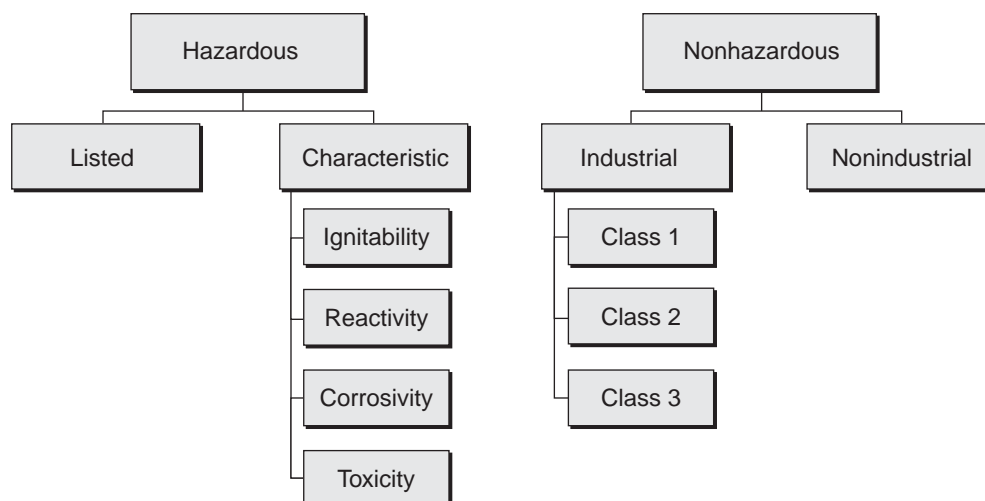 Hazardous
Nonhazardous
Listed
Characteristic
Industrial
Nonindustrial
Ignitability
Class 1
Reactivity
Class 2
Corrosivity
Class 3
Toxicity